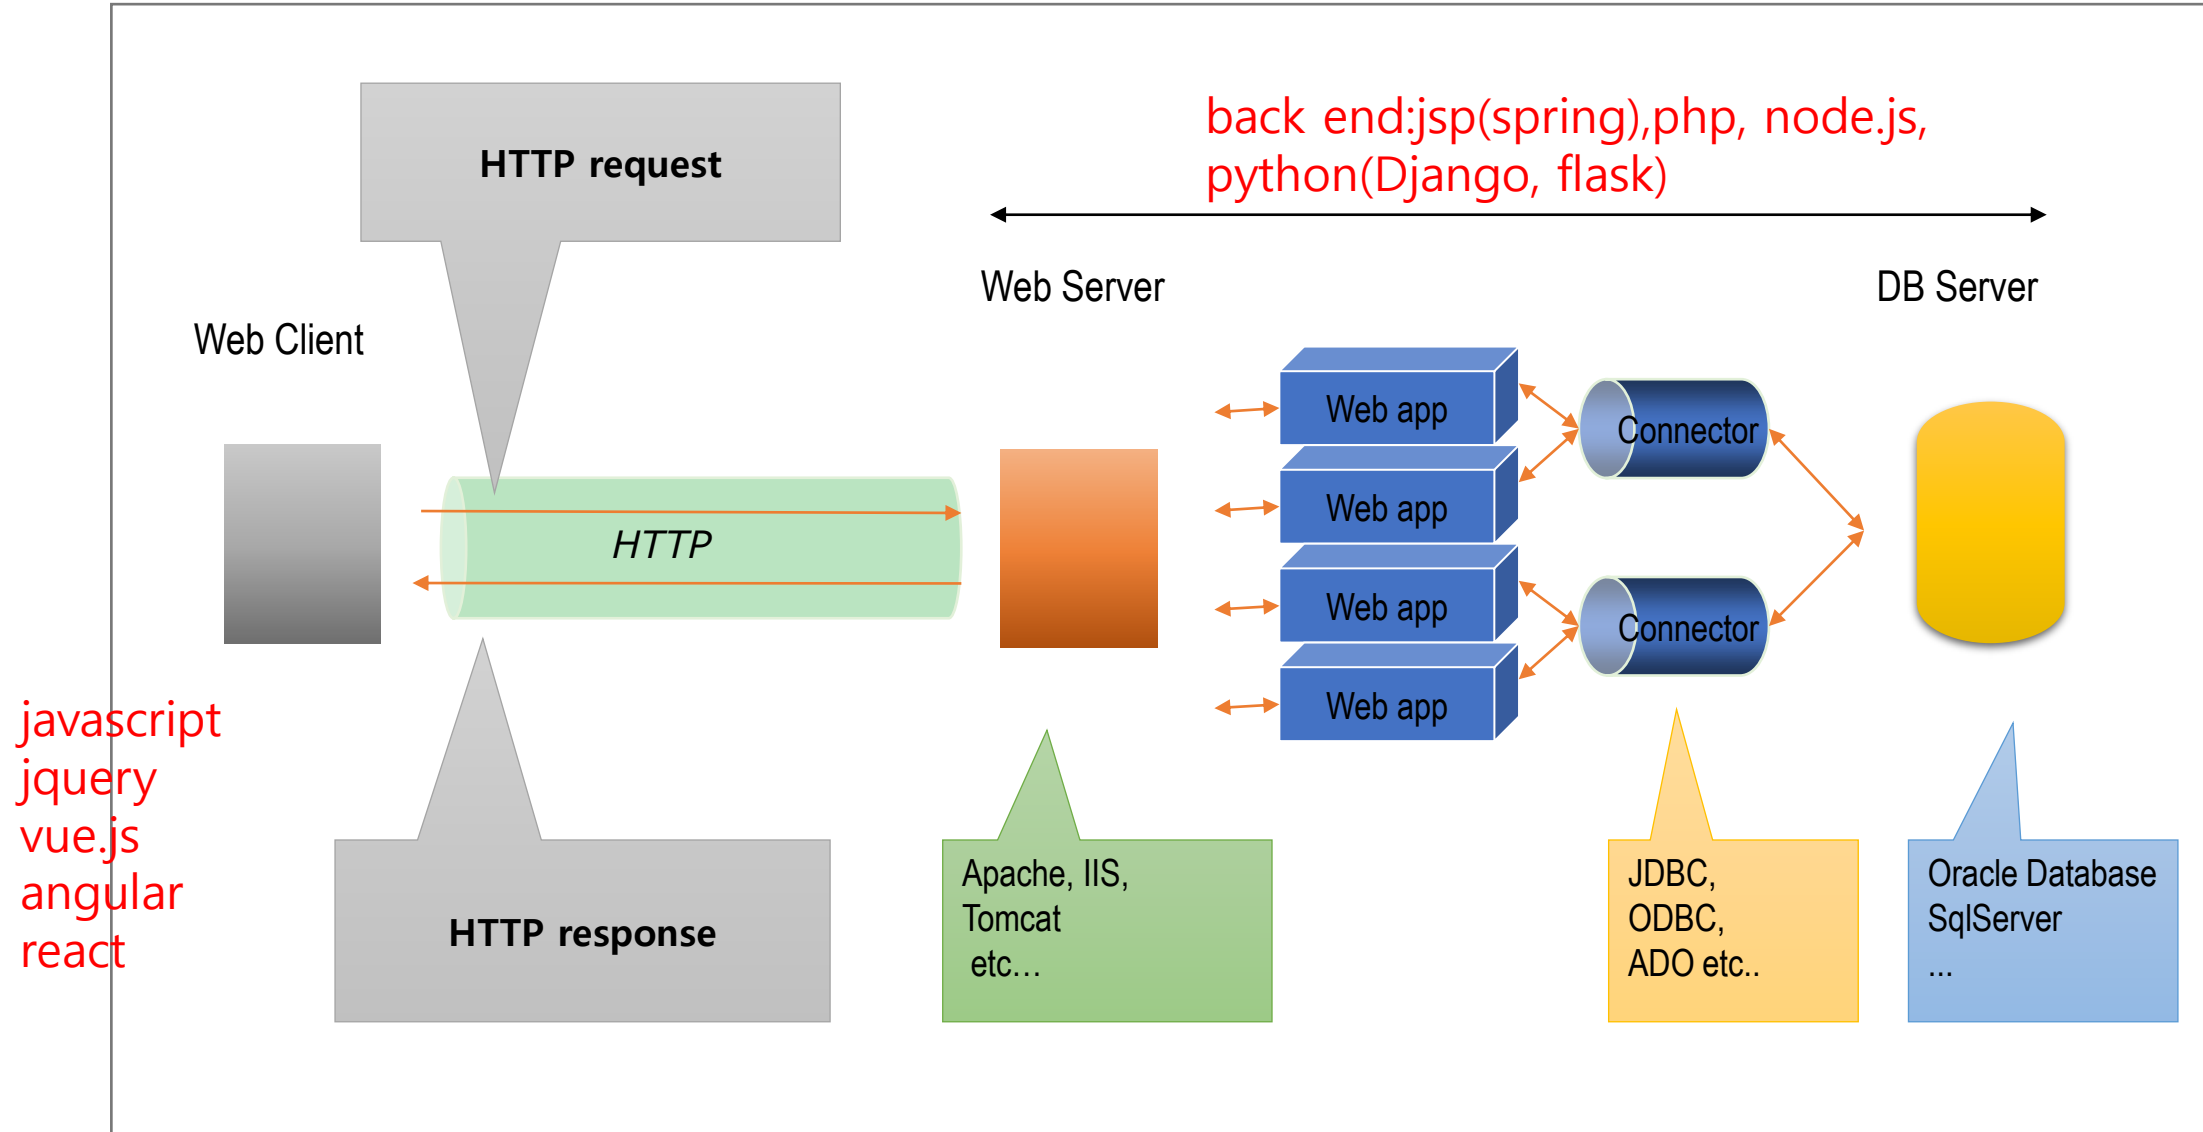 back end:jsp(spring),php, node.js,
python(Django, flask)
HTTP request
Web Server
DB Server
Web Client
Web app
Connector
Web app
HTTP
Web app
Connector
Web app
javascript
jquery
vue.js
angular
react
HTTP response
Apache, IIS,
Tomcat
etc...
JDBC,
ODBC,
ADO etc..
Oracle Database
SqlServer
...